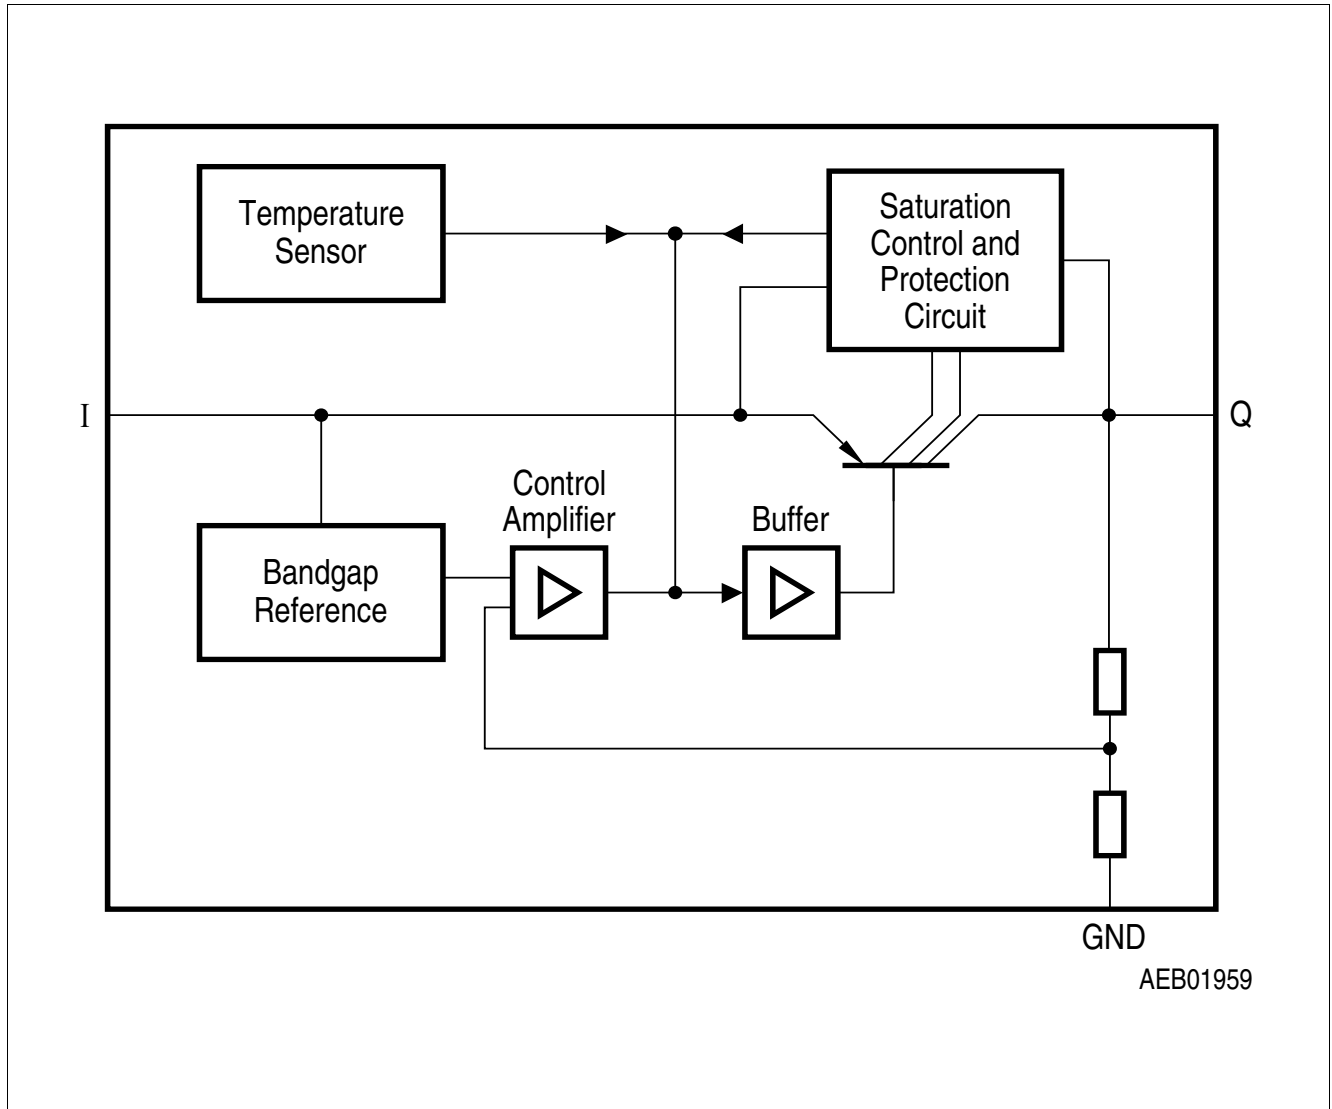 Temperature
Sensor
Saturation
Control and
Protection
Circuit
I
Q
Control
Amplifier
Buffer
Bandgap
Reference
GND
AEB01959